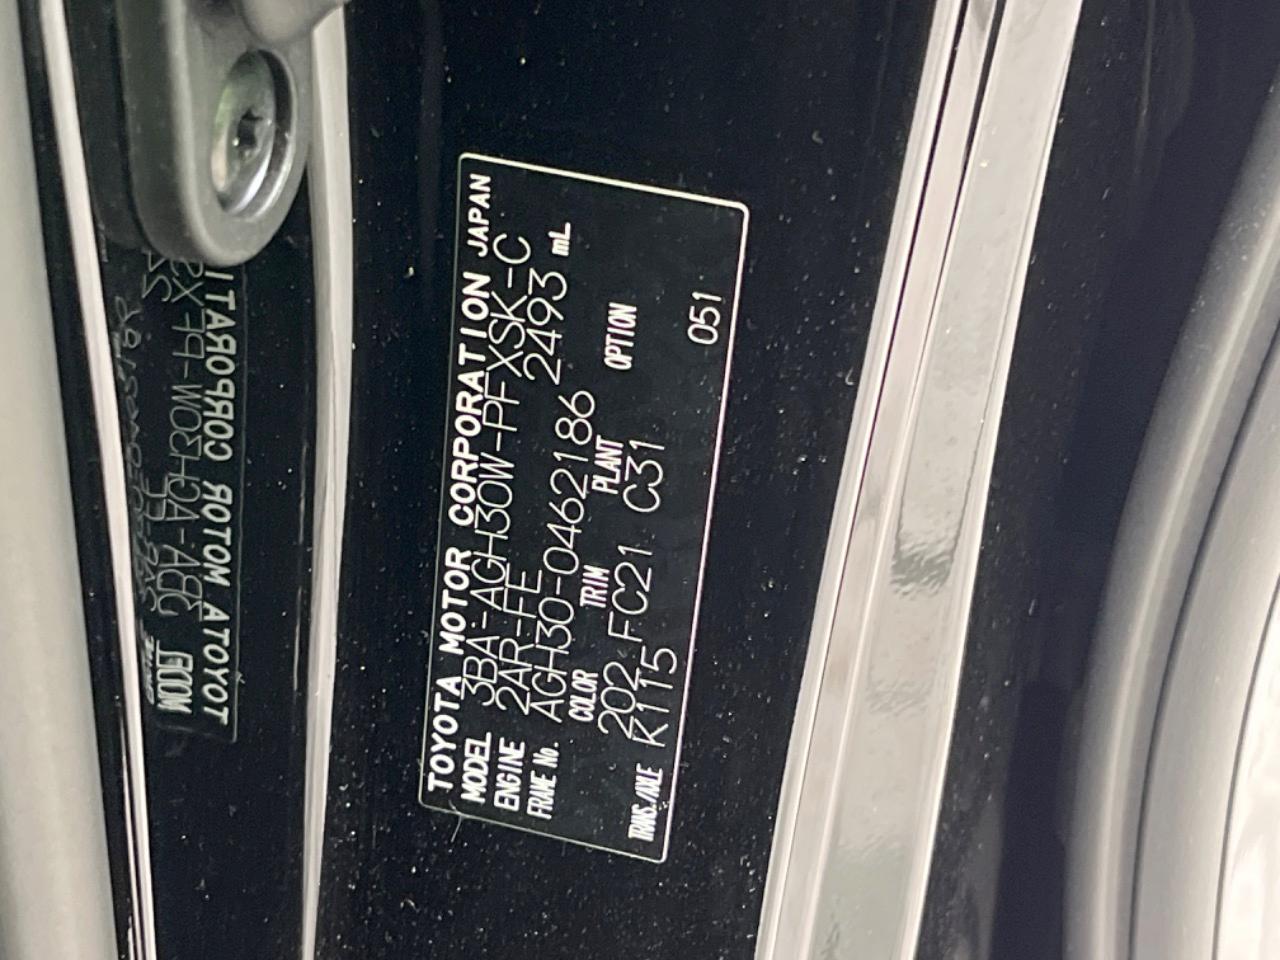 TOYOTA MOTOR CORPORATION JAPAN
MODEL 3BA-AGH30W-PFXSK-C
ENGINE 2AR-FE 2493 mL
FRAME No. AGH30-0462186
COLOR TRIM PLANT OPTION
202 FC21 C31
TRANS./AXLE K115 051